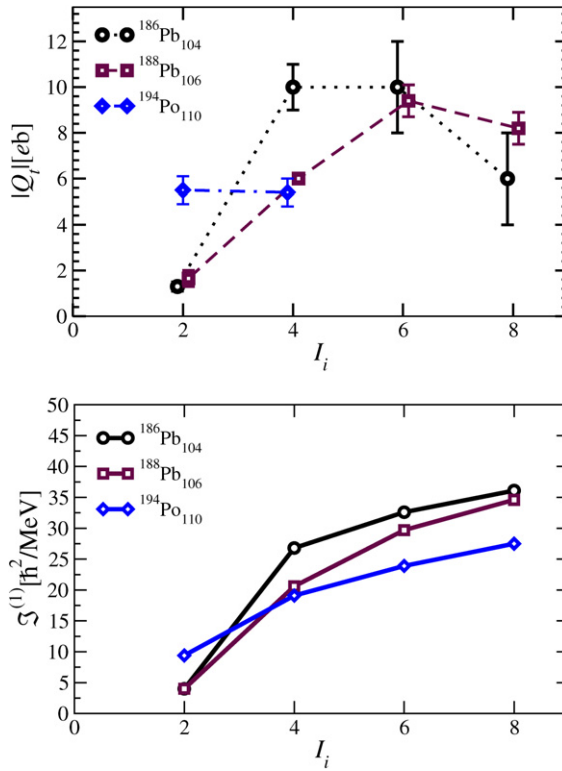 |Qₜ|[eb]
12
10
8
6
4
2
0
¹⁸⁶Pb₁₀₄
¹⁸⁸Pb₁₀₆
¹⁹⁴Po₁₁₀
0 2 4 6 8
Iᵢ
ℑ⁽¹⁾[ħ²/MeV]
50
45
40
35
30
25
20
15
10
5
0
¹⁸⁶Pb₁₀₄
¹⁸⁸Pb₁₀₆
¹⁹⁴Po₁₁₀
0 2 4 6 8
Iᵢ